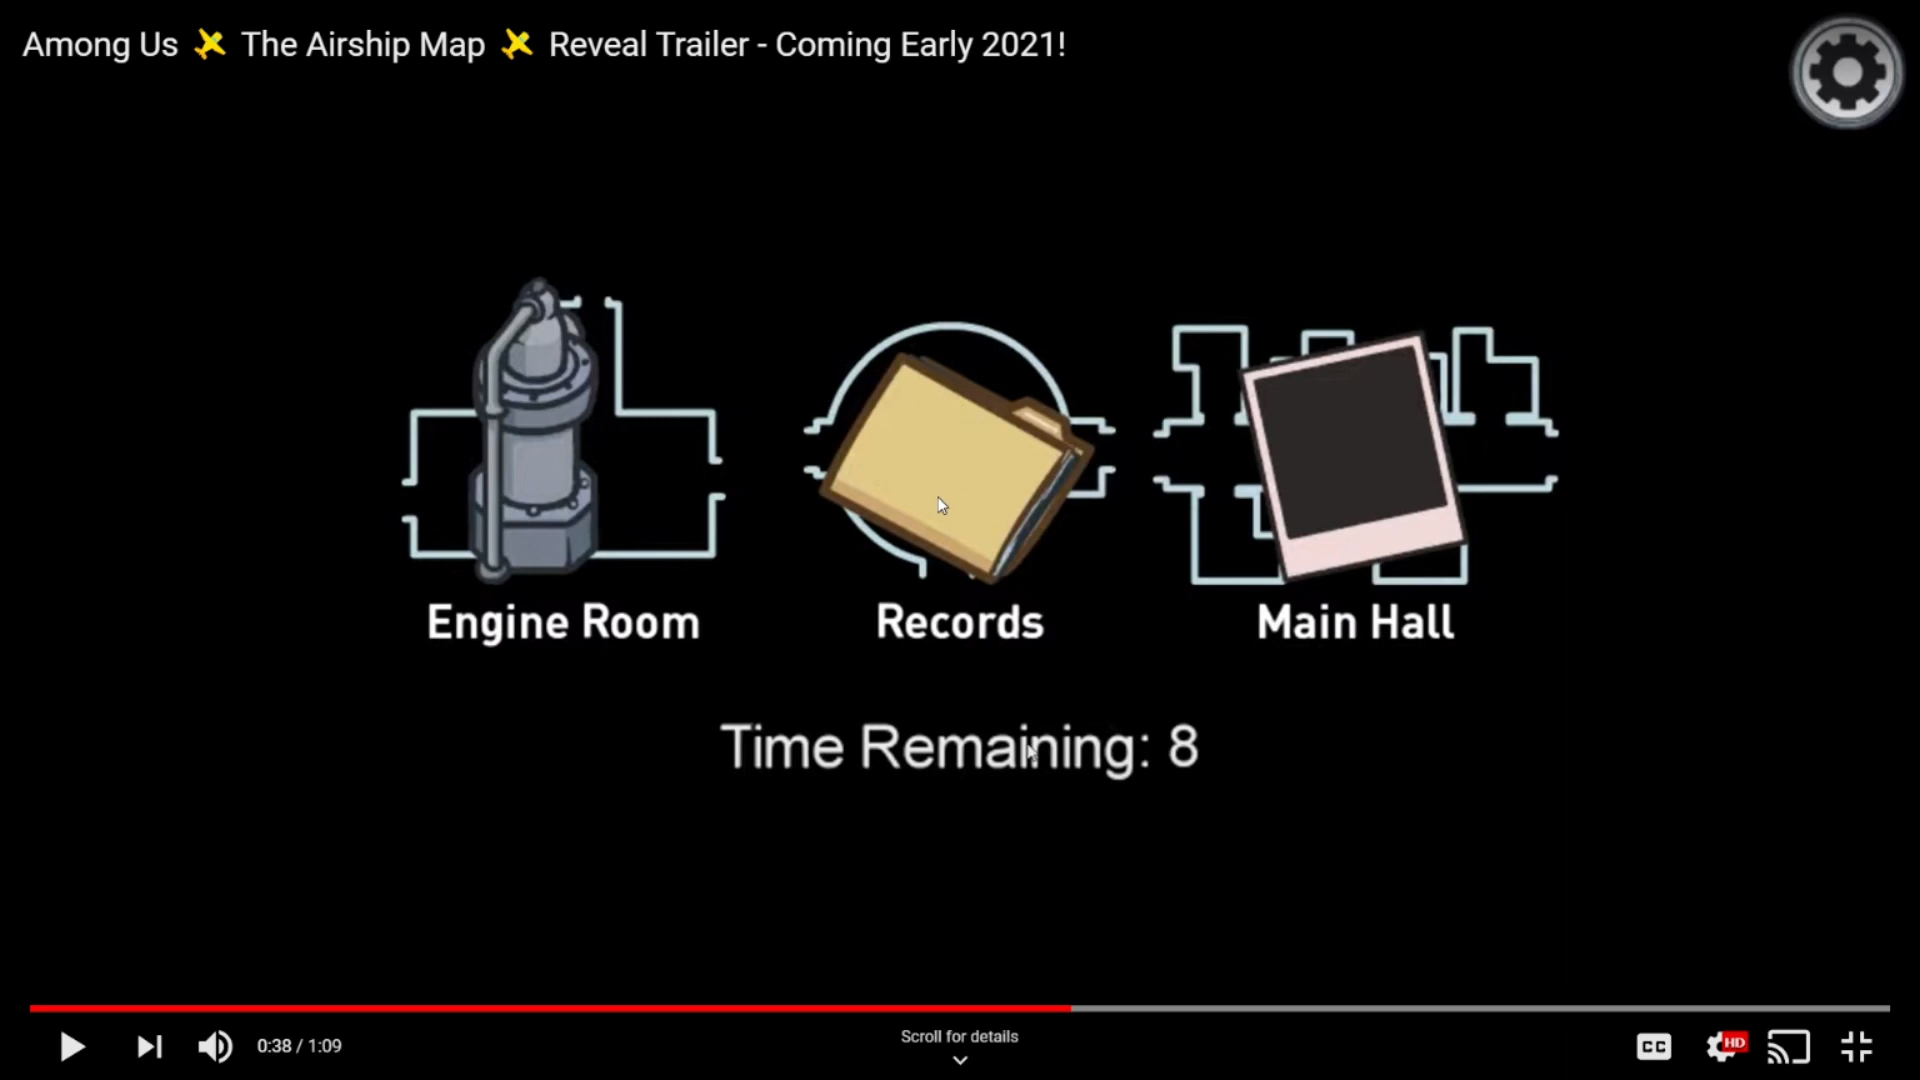 Among Us The Airship Map Reveal Trailer - Coming Early 2021!
Engine Room Records Main Hall
Time Remaining: 8
Scroll for details
0:38 / 1:09 CC HD